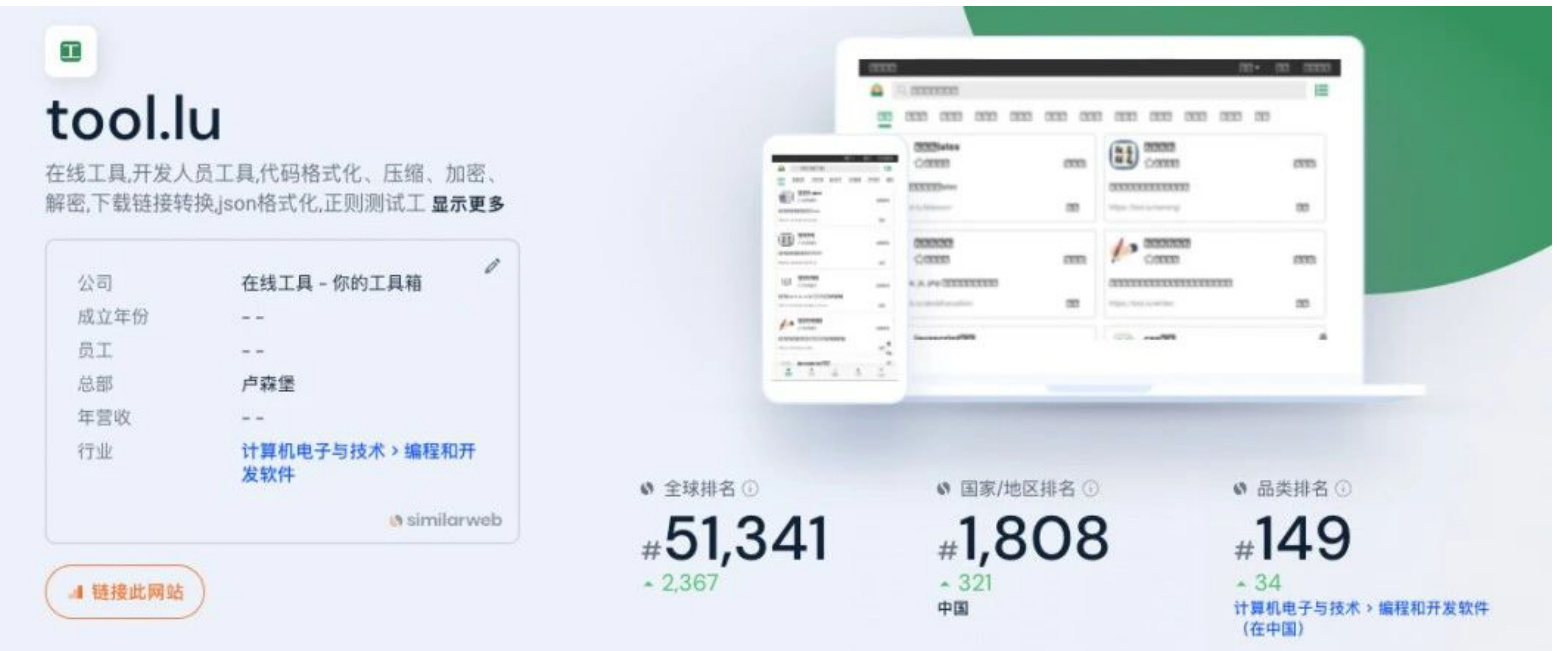 工
tool.lu
在线工具,开发人员工具,代码格式化、压缩、加密、
解密,下载链接转换,json格式化,正则测试工 显示更多
公司 在线工具 - 你的工具箱
成立年份 - -
员工 - -
总部 卢森堡
年营收 - -
行业 计算机电子与技术 > 编程和开
发软件
similarweb
链接此网站
全球排名
#51,341
2,367
国家/地区排名
#1,808
321
中国
品类排名
#149
34
计算机电子与技术 > 编程和开发软件
（在中国）